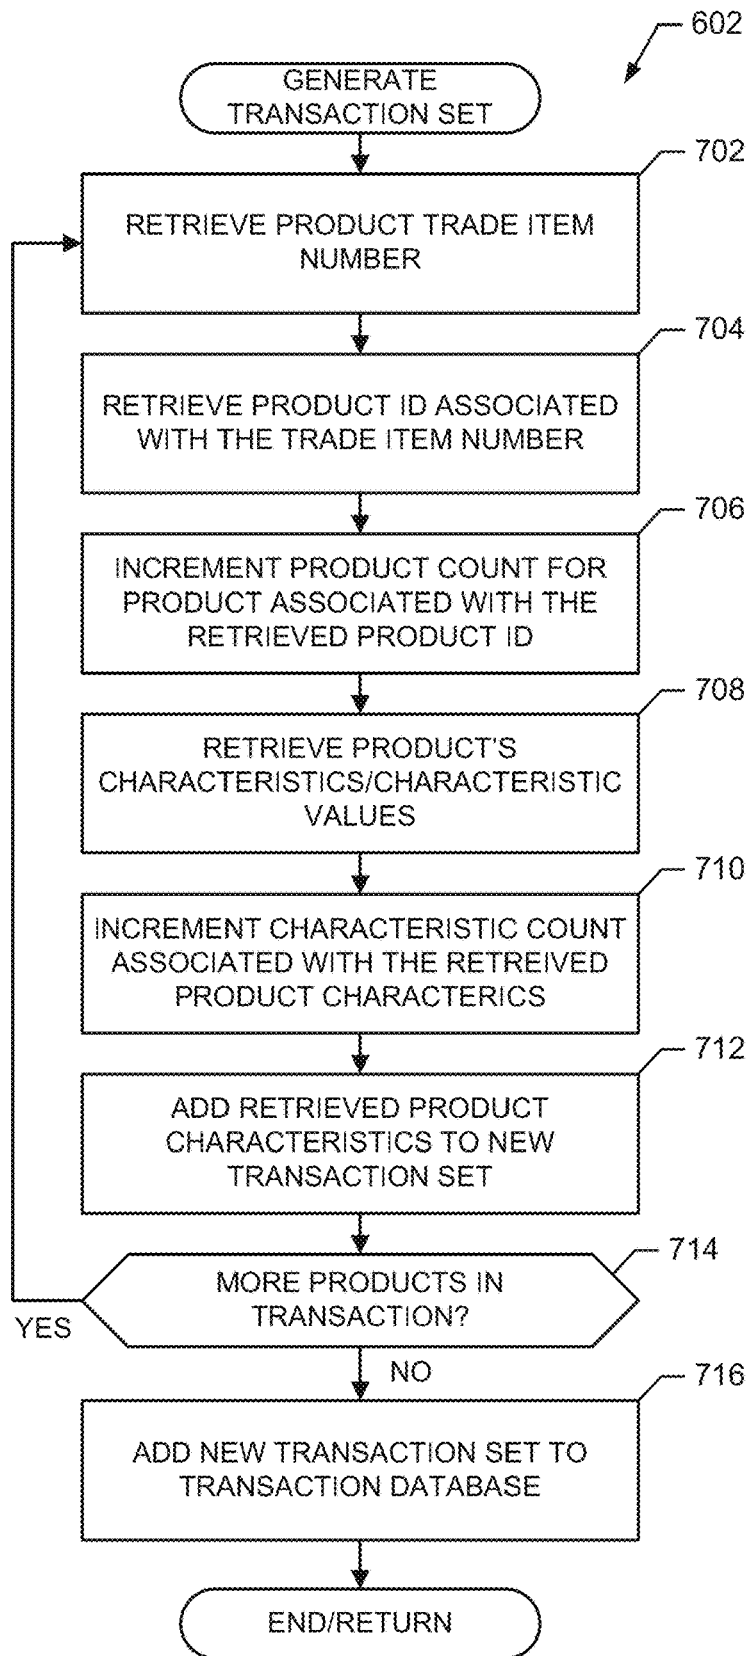 602
GENERATE
TRANSACTION SET
702
RETRIEVE PRODUCT TRADE ITEM
NUMBER
704
RETRIEVE PRODUCT ID ASSOCIATED
WITH THE TRADE ITEM NUMBER
706
INCREMENT PRODUCT COUNT FOR
PRODUCT ASSOCIATED WITH THE
RETRIEVED PRODUCT ID
708
RETRIEVE PRODUCT'S
CHARACTERISTICS/CHARACTERISTIC
VALUES
710
INCREMENT CHARACTERISTIC COUNT
ASSOCIATED WITH THE RETREIVED
PRODUCT CHARACTERICS
712
ADD RETRIEVED PRODUCT
CHARACTERISTICS TO NEW
TRANSACTION SET
714
MORE PRODUCTS IN
TRANSACTION?
YES
NO
716
ADD NEW TRANSACTION SET TO
TRANSACTION DATABASE
END/RETURN